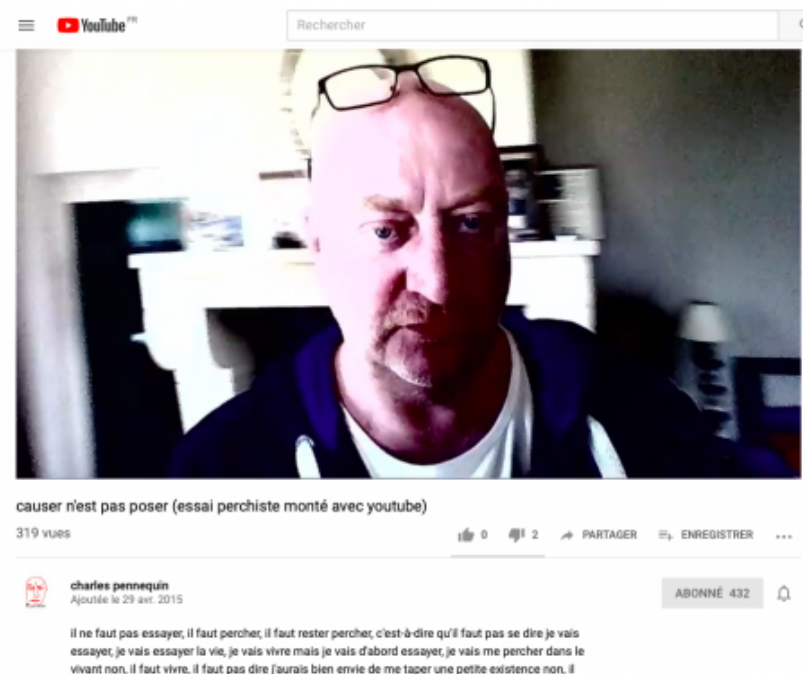 YouTube FR
Rechercher
causer n'est pas poser (essai perchiste monté avec youtube)
319 vues
0 2 PARTAGER ENREGISTRER
charles pennequin
Ajoutée le 29 avr. 2015
ABONNÉ 432
il ne faut pas essayer, il faut percher, il faut rester percher, c'est-à-dire qu'il faut pas se dire je vais
essayer, je vais essayer la vie, je vais vivre mais je vais d'abord essayer, je vais me percher dans le
vivant non, il faut vivre, il faut pas dire j'aurais bien envie de me taper une petite existence non, il